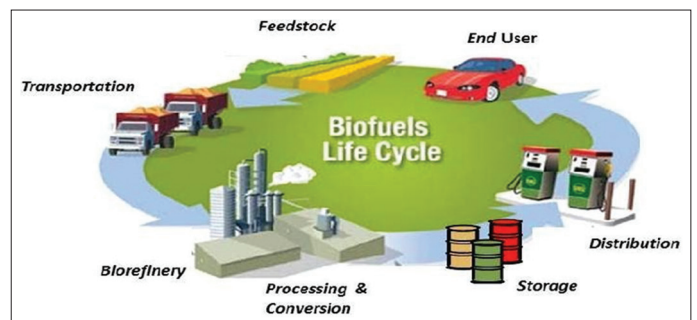 Feedstock
End User
Transportation
Biofuels
Life Cycle
Distribution
Biorefinery
Processing &
Conversion
Storage